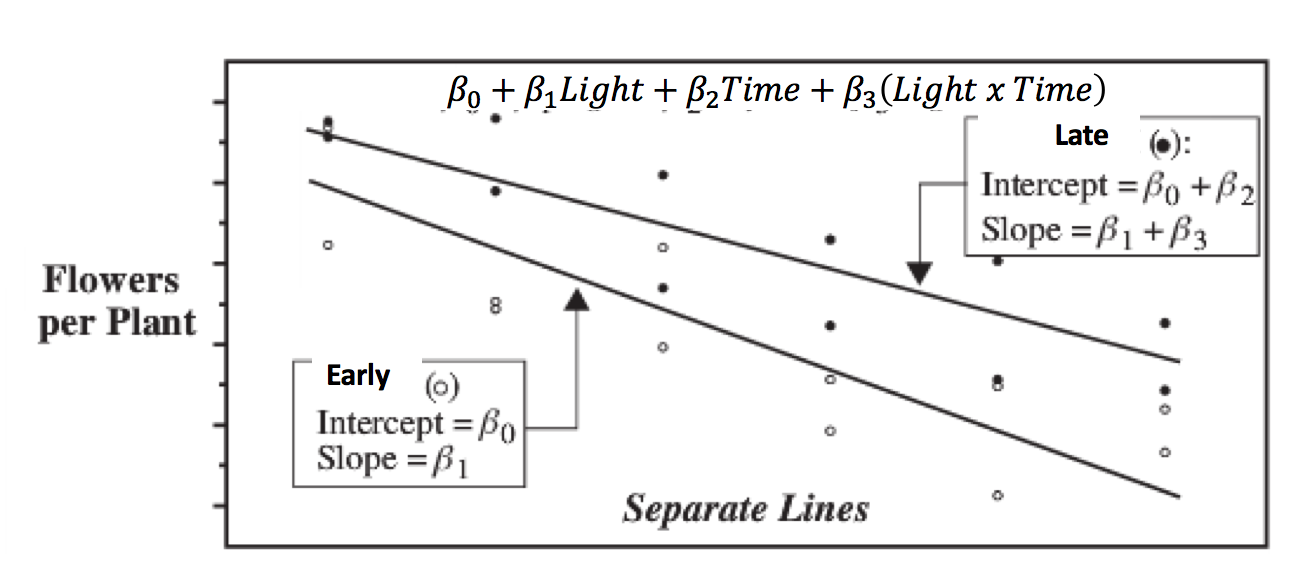 β₀ + β₁Light + β₂Time + β₃(Light x Time)
Late (●):
Intercept = β₀ + β₂
Slope = β₁ + β₃
Flowers
per Plant
Early (○)
Intercept = β₀
Slope = β₁
Separate Lines